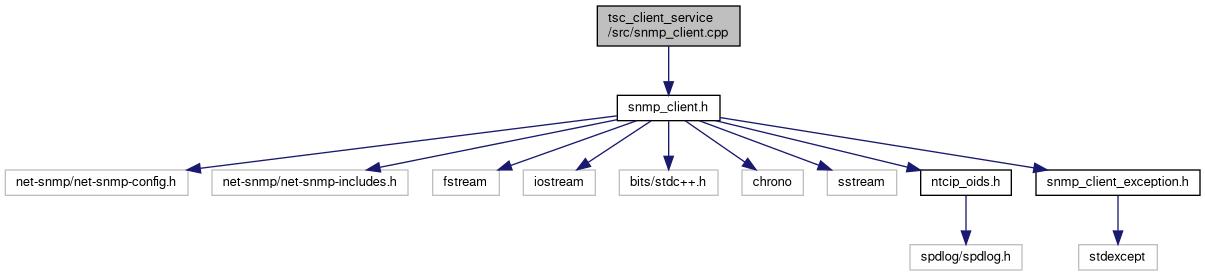 tsc_client_service
/src/snmp_client.cpp
snmp_client.h
net-snmp/net-snmp-config.h
net-snmp/net-snmp-includes.h
fstream
iostream
bits/stdc++.h
chrono
sstream
ntcip_oids.h
snmp_client_exception.h
spdlog/spdlog.h
stdexcept